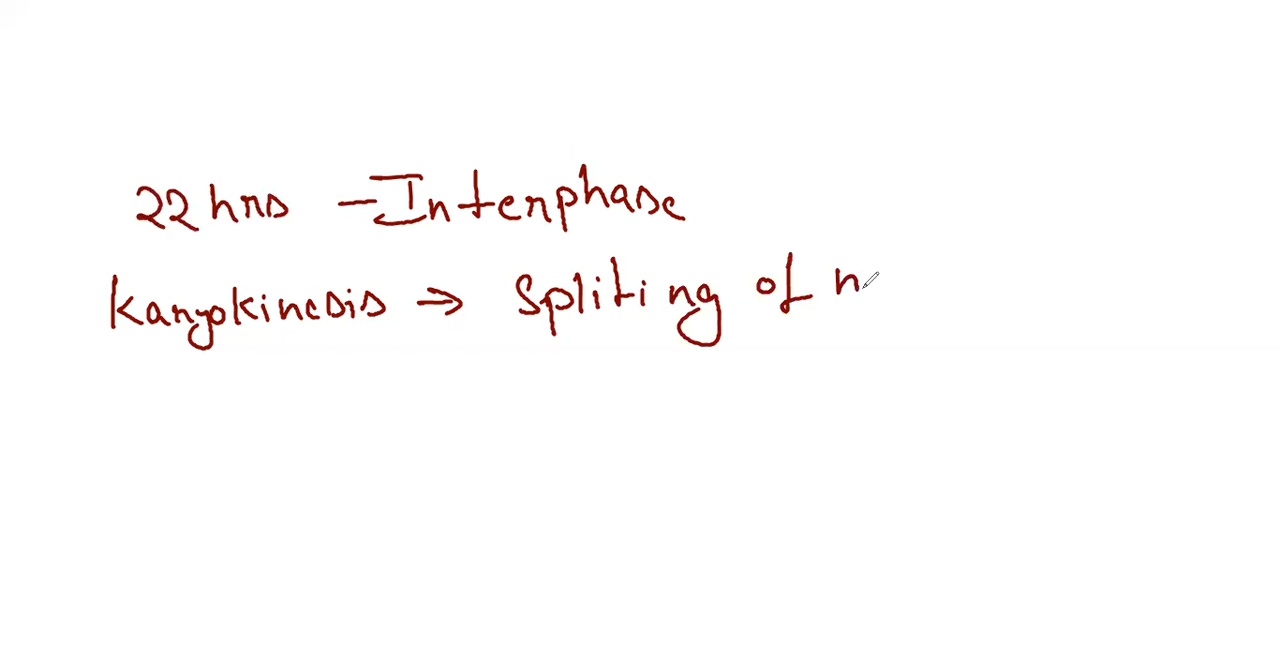 22 hrs - Interphase
Karyokinesis ⇒ Spliting of n